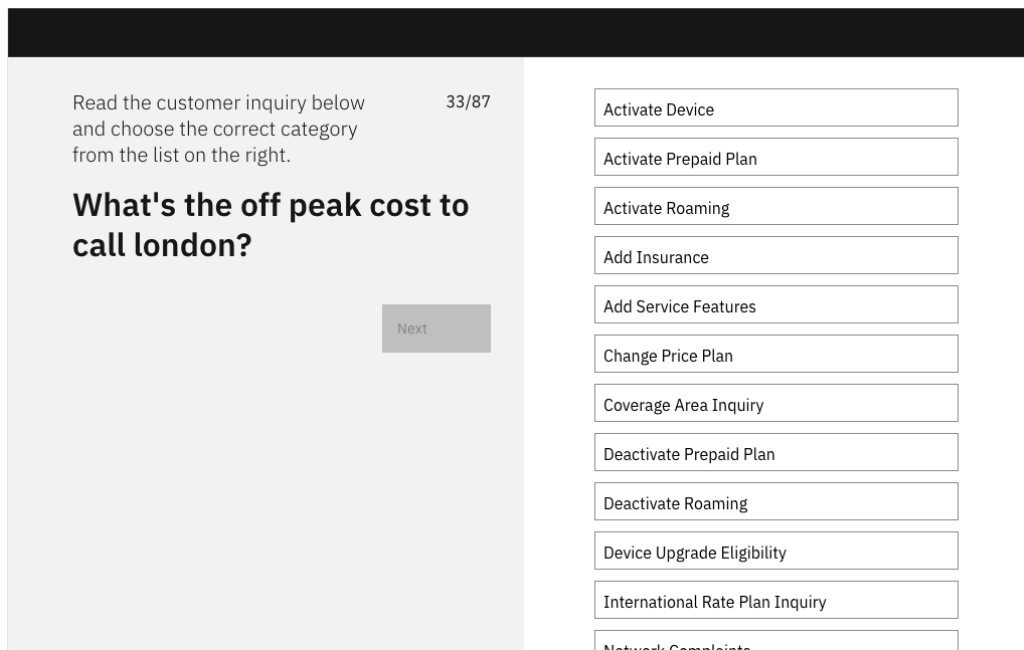 Read the customer inquiry below
and choose the correct category
from the list on the right.
33/87
What's the off peak cost to
call london?
Next
Activate Device
Activate Prepaid Plan
Activate Roaming
Add Insurance
Add Service Features
Change Price Plan
Coverage Area Inquiry
Deactivate Prepaid Plan
Deactivate Roaming
Device Upgrade Eligibility
International Rate Plan Inquiry
Network Complaints